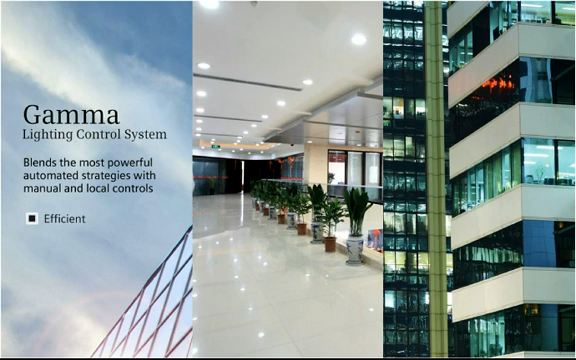 Gamma
Lighting Control System
Blends the most powerful
automated strategies with
manual and local controls
Efficient